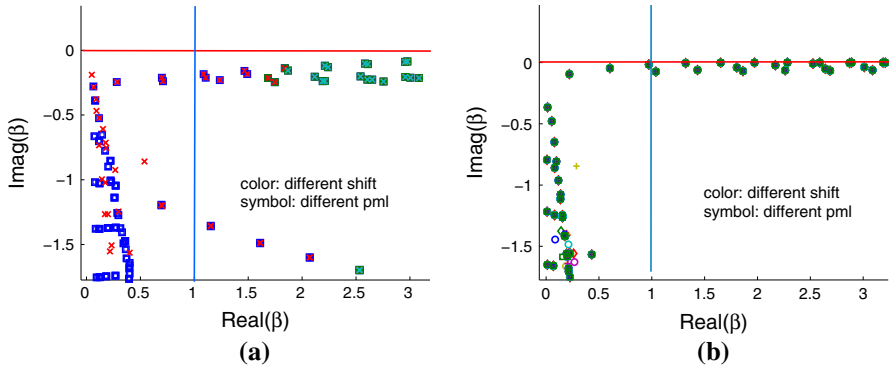 0
−0.5
−1
−1.5
Imag(β)
color: different shift
symbol: different pml
0 0.5 1 1.5 2 2.5 3
Real(β)
(a)
0
−0.5
−1
−1.5
Imag(β)
color: different shift
symbol: different pml
0 0.5 1 1.5 2 2.5 3
Real(β)
(b)